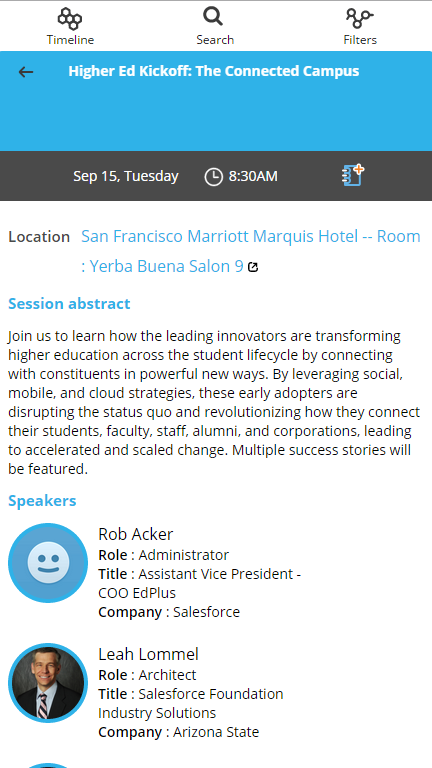 Timeline
Search
Filters
Higher Ed Kickoff: The Connected Campus
Sep 15, Tuesday
8:30AM
Location
San Francisco Marriott Marquis Hotel -- Room
: Yerba Buena Salon 9
Session abstract
Join us to learn how the leading innovators are transforming
higher education across the student lifecycle by connecting
with constituents in powerful new ways. By leveraging social,
mobile, and cloud strategies, these early adopters are
disrupting the status quo and revolutionizing how they connect
their students, faculty, staff, alumni, and corporations, leading
to accelerated and scaled change. Multiple success stories will
be featured.
Speakers
Rob Acker
Role : Administrator
Title : Assistant Vice President -
COO EdPlus
Company : Salesforce
Leah Lommel
Role : Architect
Title : Salesforce Foundation
Industry Solutions
Company : Arizona State